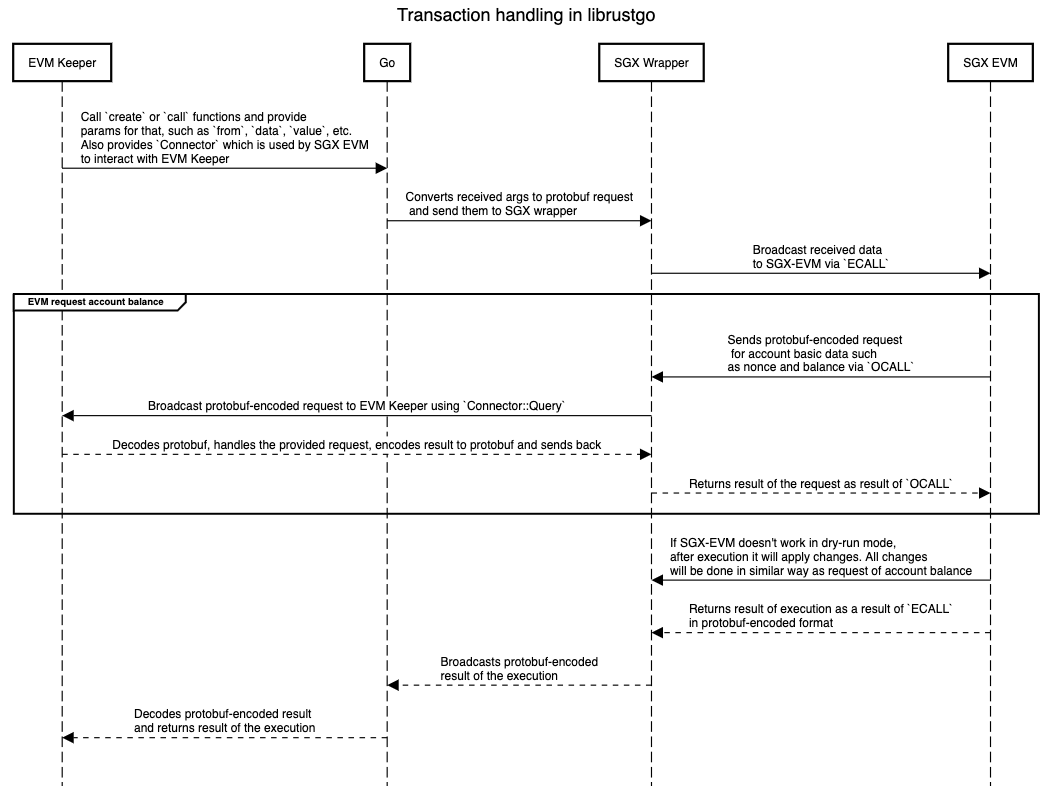 Transaction handling in librustgo
EVM Keeper
Go
SGX Wrapper
SGX EVM
Call `create` or `call` functions and provide
params for that, such as `from`, `data`, `value`, etc.
Also provides `Connector` which is used by SGX EVM
to interact with EVM Keeper
Converts received args to protobuf request
and send them to SGX wrapper
Broadcast received data
to SGX-EVM via `ECALL`
EVM request account balance
Sends protobuf-encoded request
for account basic data such
as nonce and balance via `OCALL`
Broadcast protobuf-encoded request to EVM Keeper using `Connector::Query`
Decodes protobuf, handles the provided request, encodes result to protobuf and sends back
Returns result of the request as result of `OCALL`
If SGX-EVM doesn't work in dry-run mode,
after execution it will apply changes. All changes
will be done in similar way as request of account balance
Returns result of execution as a result of `ECALL`
in protobuf-encoded format
Broadcasts protobuf-encoded
result of the execution
Decodes protobuf-encoded result
and returns result of the execution